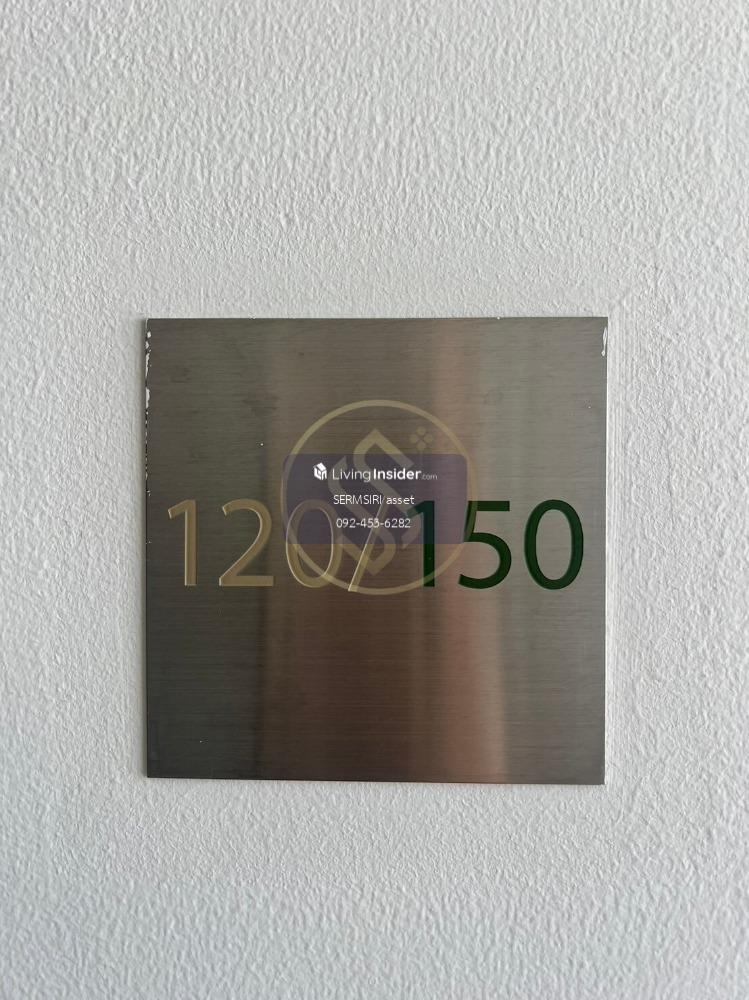 LivingInsider.com
SERMSIRI asset
092-453-6282
120/150